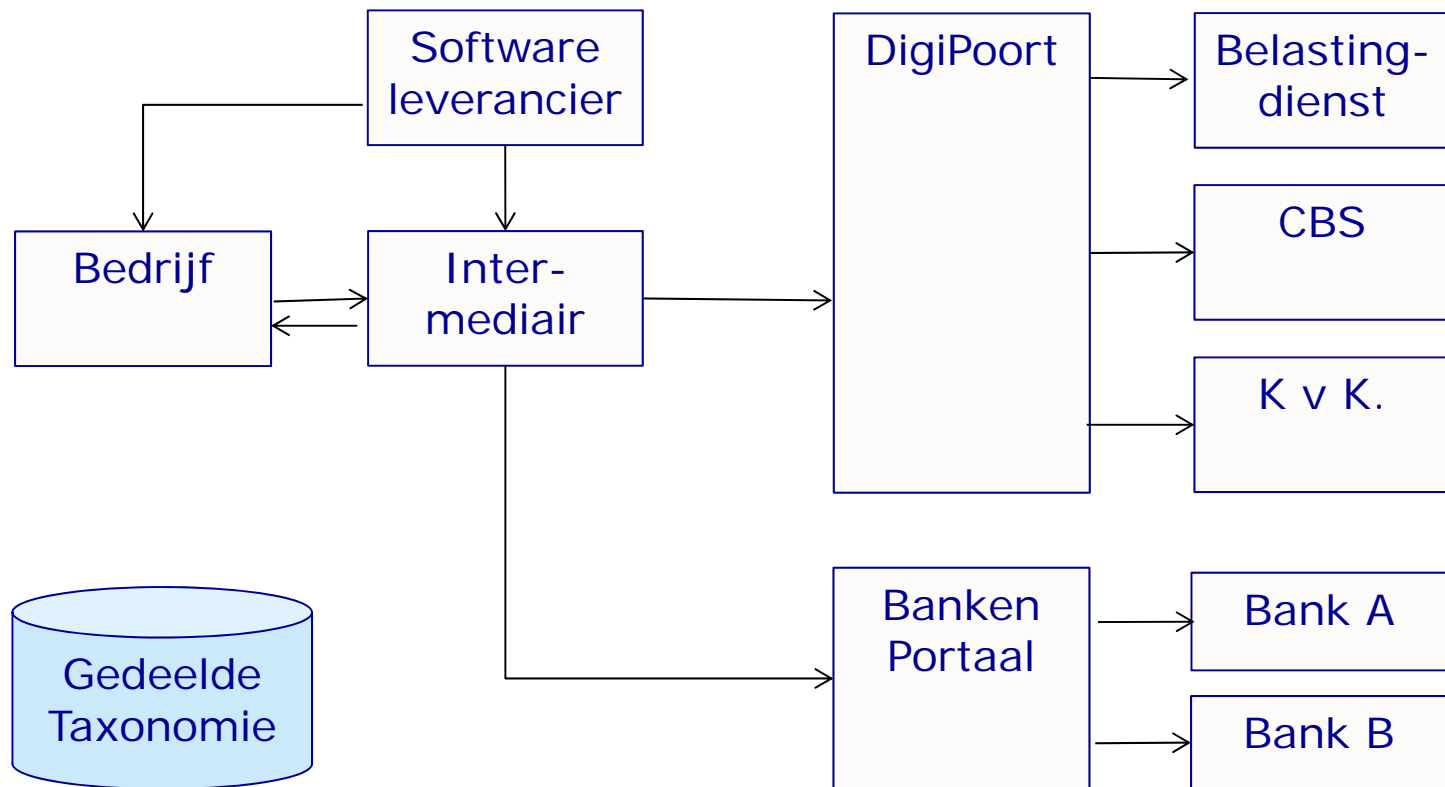 Software
leverancier
DigiPoort
Belasting-
dienst
CBS
Bedrijf
Inter-
mediair
K v K.
Banken
Portaal
Bank A
Bank B
Gedeelde
Taxonomie